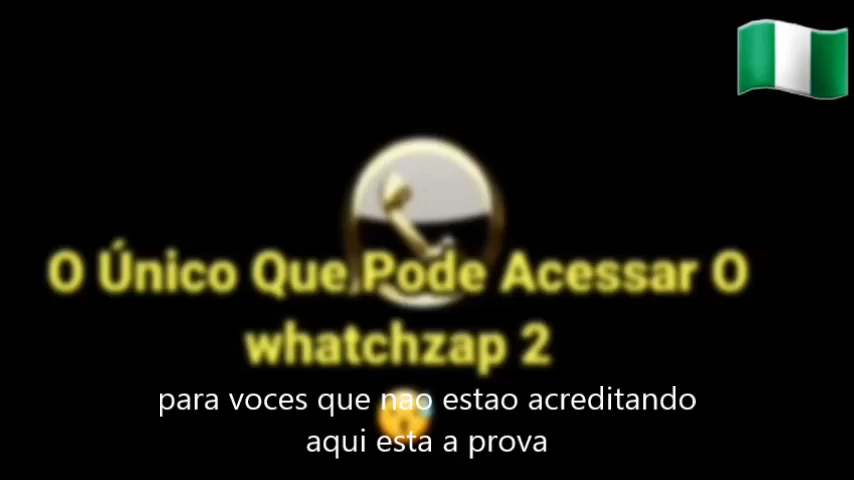 O Único Que Pode Acessar O
whatchzap 2
para voces que nao estao acreditando
aqui esta a prova